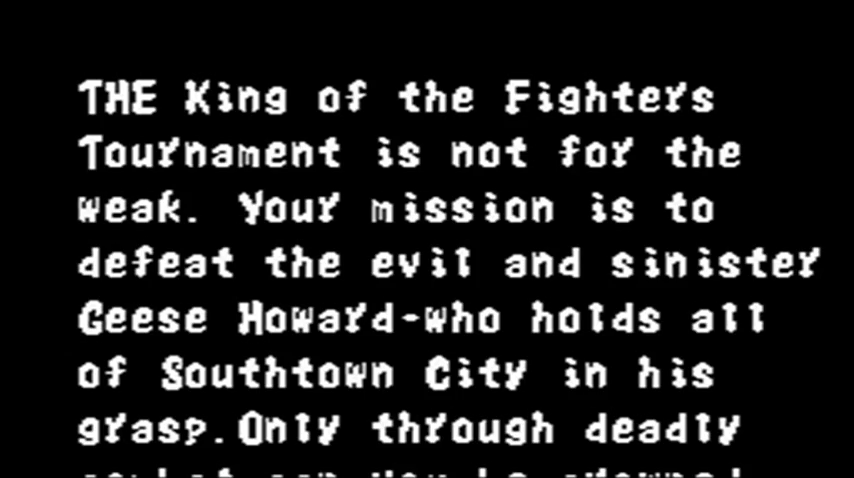 THE King of the Fighters
Tournament is not for the
weak. Your mission is to
defeat the evil and sinister
Geese Howard-who holds all
of Southtown City in his
grasp.Only through deadly